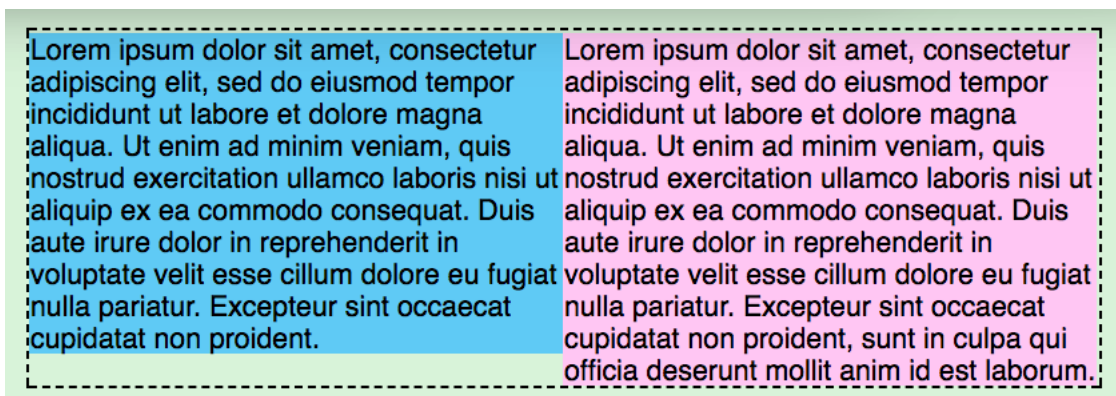 Lorem ipsum dolor sit amet, consectetur
adipiscing elit, sed do eiusmod tempor
incididunt ut labore et dolore magna
aliqua. Ut enim ad minim veniam, quis
nostrud exercitation ullamco laboris nisi ut
aliquip ex ea commodo consequat. Duis
aute irure dolor in reprehenderit in
voluptate velit esse cillum dolore eu fugiat
nulla pariatur. Excepteur sint occaecat
cupidatat non proident.
Lorem ipsum dolor sit amet, consectetur
adipiscing elit, sed do eiusmod tempor
incididunt ut labore et dolore magna
aliqua. Ut enim ad minim veniam, quis
nostrud exercitation ullamco laboris nisi ut
aliquip ex ea commodo consequat. Duis
aute irure dolor in reprehenderit in
voluptate velit esse cillum dolore eu fugiat
nulla pariatur. Excepteur sint occaecat
cupidatat non proident, sunt in culpa qui
officia deserunt mollit anim id est laborum.